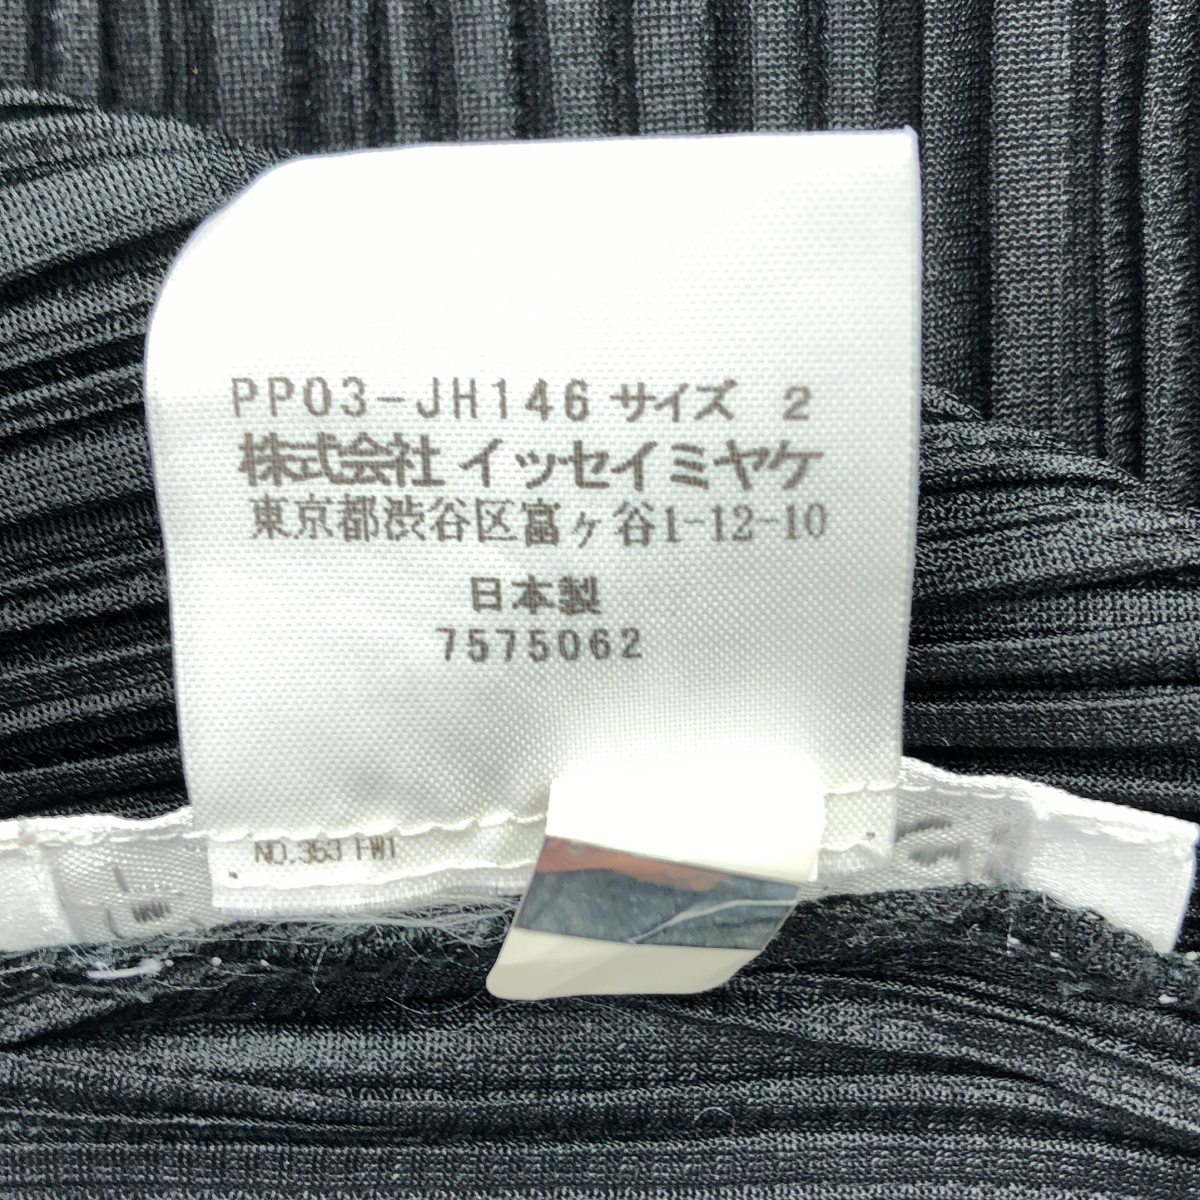 PP03-JH146 サイズ 2
株式会社 イッセイミヤケ
東京都渋谷区富ヶ谷1-12-10
日本製
7575062
NO.353 FW1